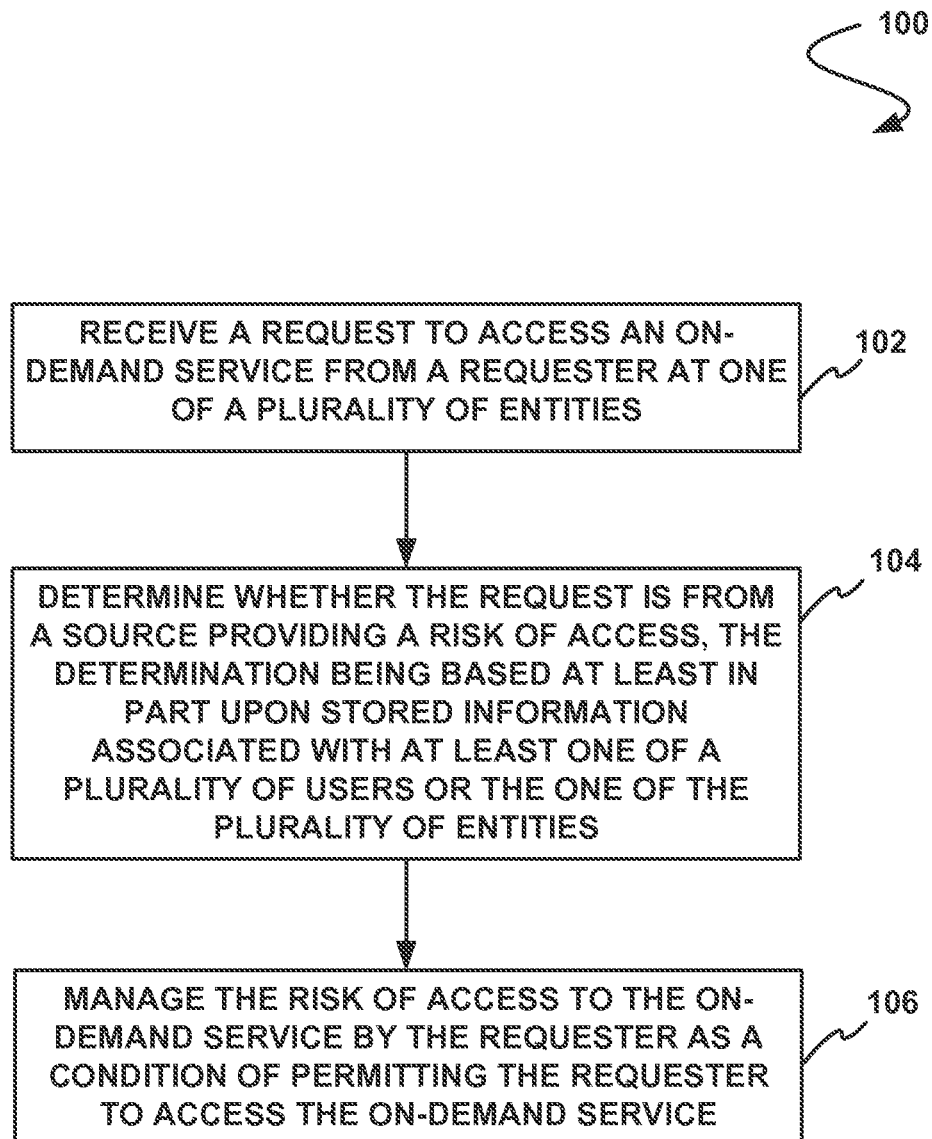 100
RECEIVE A REQUEST TO ACCESS AN ON-
DEMAND SERVICE FROM A REQUESTER AT ONE
OF A PLURALITY OF ENTITIES
102
DETERMINE WHETHER THE REQUEST IS FROM
A SOURCE PROVIDING A RISK OF ACCESS, THE
DETERMINATION BEING BASED AT LEAST IN
PART UPON STORED INFORMATION
ASSOCIATED WITH AT LEAST ONE OF A
PLURALITY OF USERS OR THE ONE OF THE
PLURALITY OF ENTITIES
104
MANAGE THE RISK OF ACCESS TO THE ON-
DEMAND SERVICE BY THE REQUESTER AS A
CONDITION OF PERMITTING THE REQUESTER
TO ACCESS THE ON-DEMAND SERVICE
106